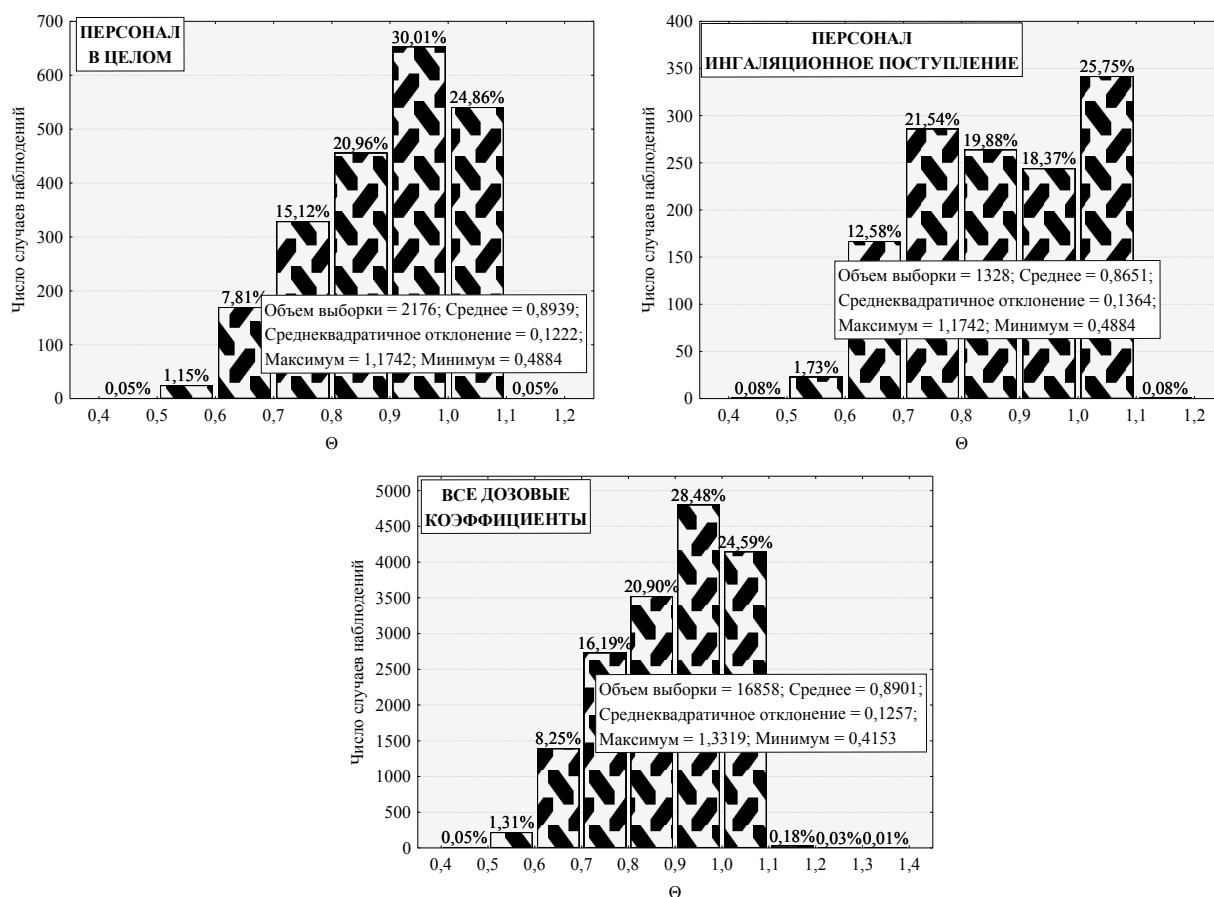 ПЕРСОНАЛ
В ЦЕЛОМ
Число случаев наблюдений
700
600
500
400
300
200
100
0
0,05%
1,15%
7,81%
15,12%
20,96%
30,01%
24,86%
0,05%
Объем выборки = 2176; Среднее = 0,8939;
Среднеквадратичное отклонение = 0,1222;
Максимум = 1,1742; Минимум = 0,4884
0,4 0,5 0,6 0,7 0,8 0,9 1,0 1,1 1,2
Θ
ПЕРСОНАЛ
ИНГАЛЯЦИОННОЕ ПОСТУПЛЕНИЕ
Число случаев наблюдений
400
350
300
250
200
150
100
50
0
0,08%
1,73%
12,58%
21,54%
19,88%
18,37%
25,75%
0,08%
Объем выборки = 1328; Среднее = 0,8651;
Среднеквадратичное отклонение = 0,1364;
Максимум = 1,1742; Минимум = 0,4884
0,4 0,5 0,6 0,7 0,8 0,9 1,0 1,1 1,2
Θ
ВСЕ ДОЗОВЫЕ
КОЭФФИЦИЕНТЫ
Число случаев наблюдений
5000
4500
4000
3500
3000
2500
2000
1500
1000
500
0
0,05%
1,31%
8,25%
16,19%
20,90%
28,48%
24,59%
0,18%
0,03%
0,01%
Объем выборки = 16858; Среднее = 0,8901;
Среднеквадратичное отклонение = 0,1257;
Максимум = 1,3319; Минимум = 0,4153
0,4 0,5 0,6 0,7 0,8 0,9 1,0 1,1 1,2 1,3 1,4
Θ